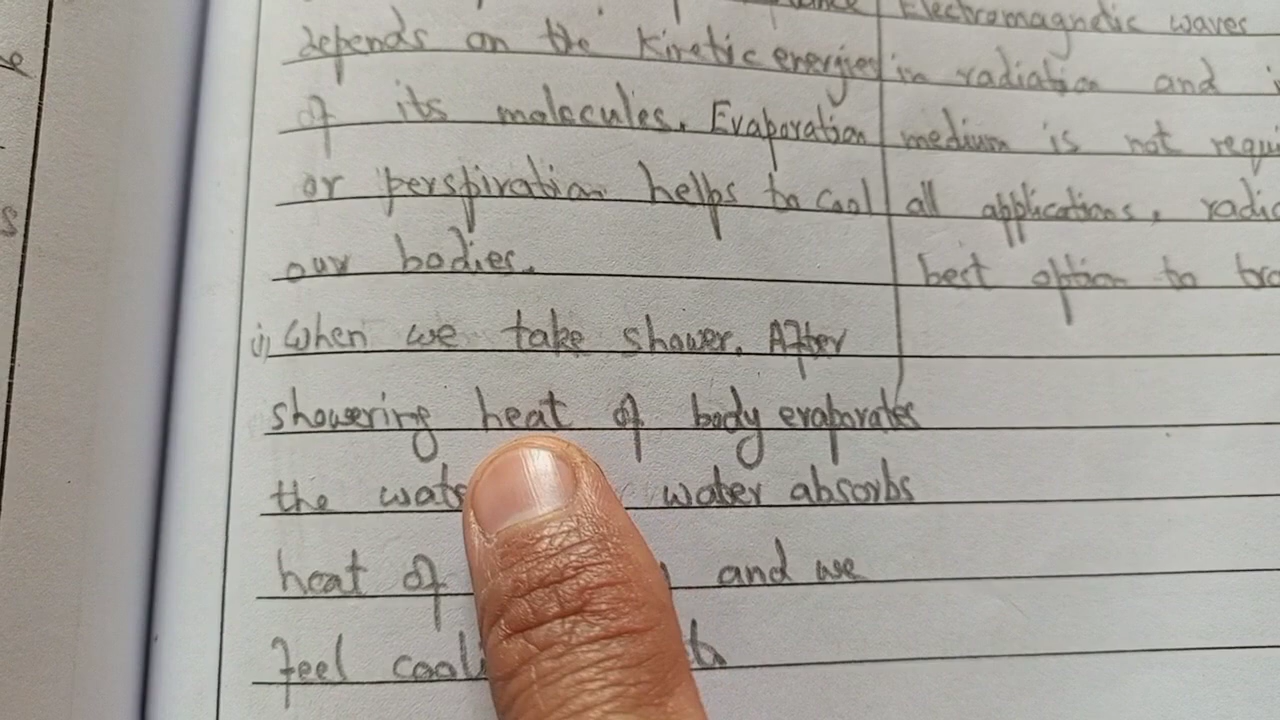 Electromagnetic waves
depends on the kinetic energies
in radiation and
of its molecules. Evaporation
medium is not
or perspiration helps to cool
all applications,
our bodies.
best option to
i) When we take shower. After
showering heat of body evaporates
the water absorbs
heat of and we
feel